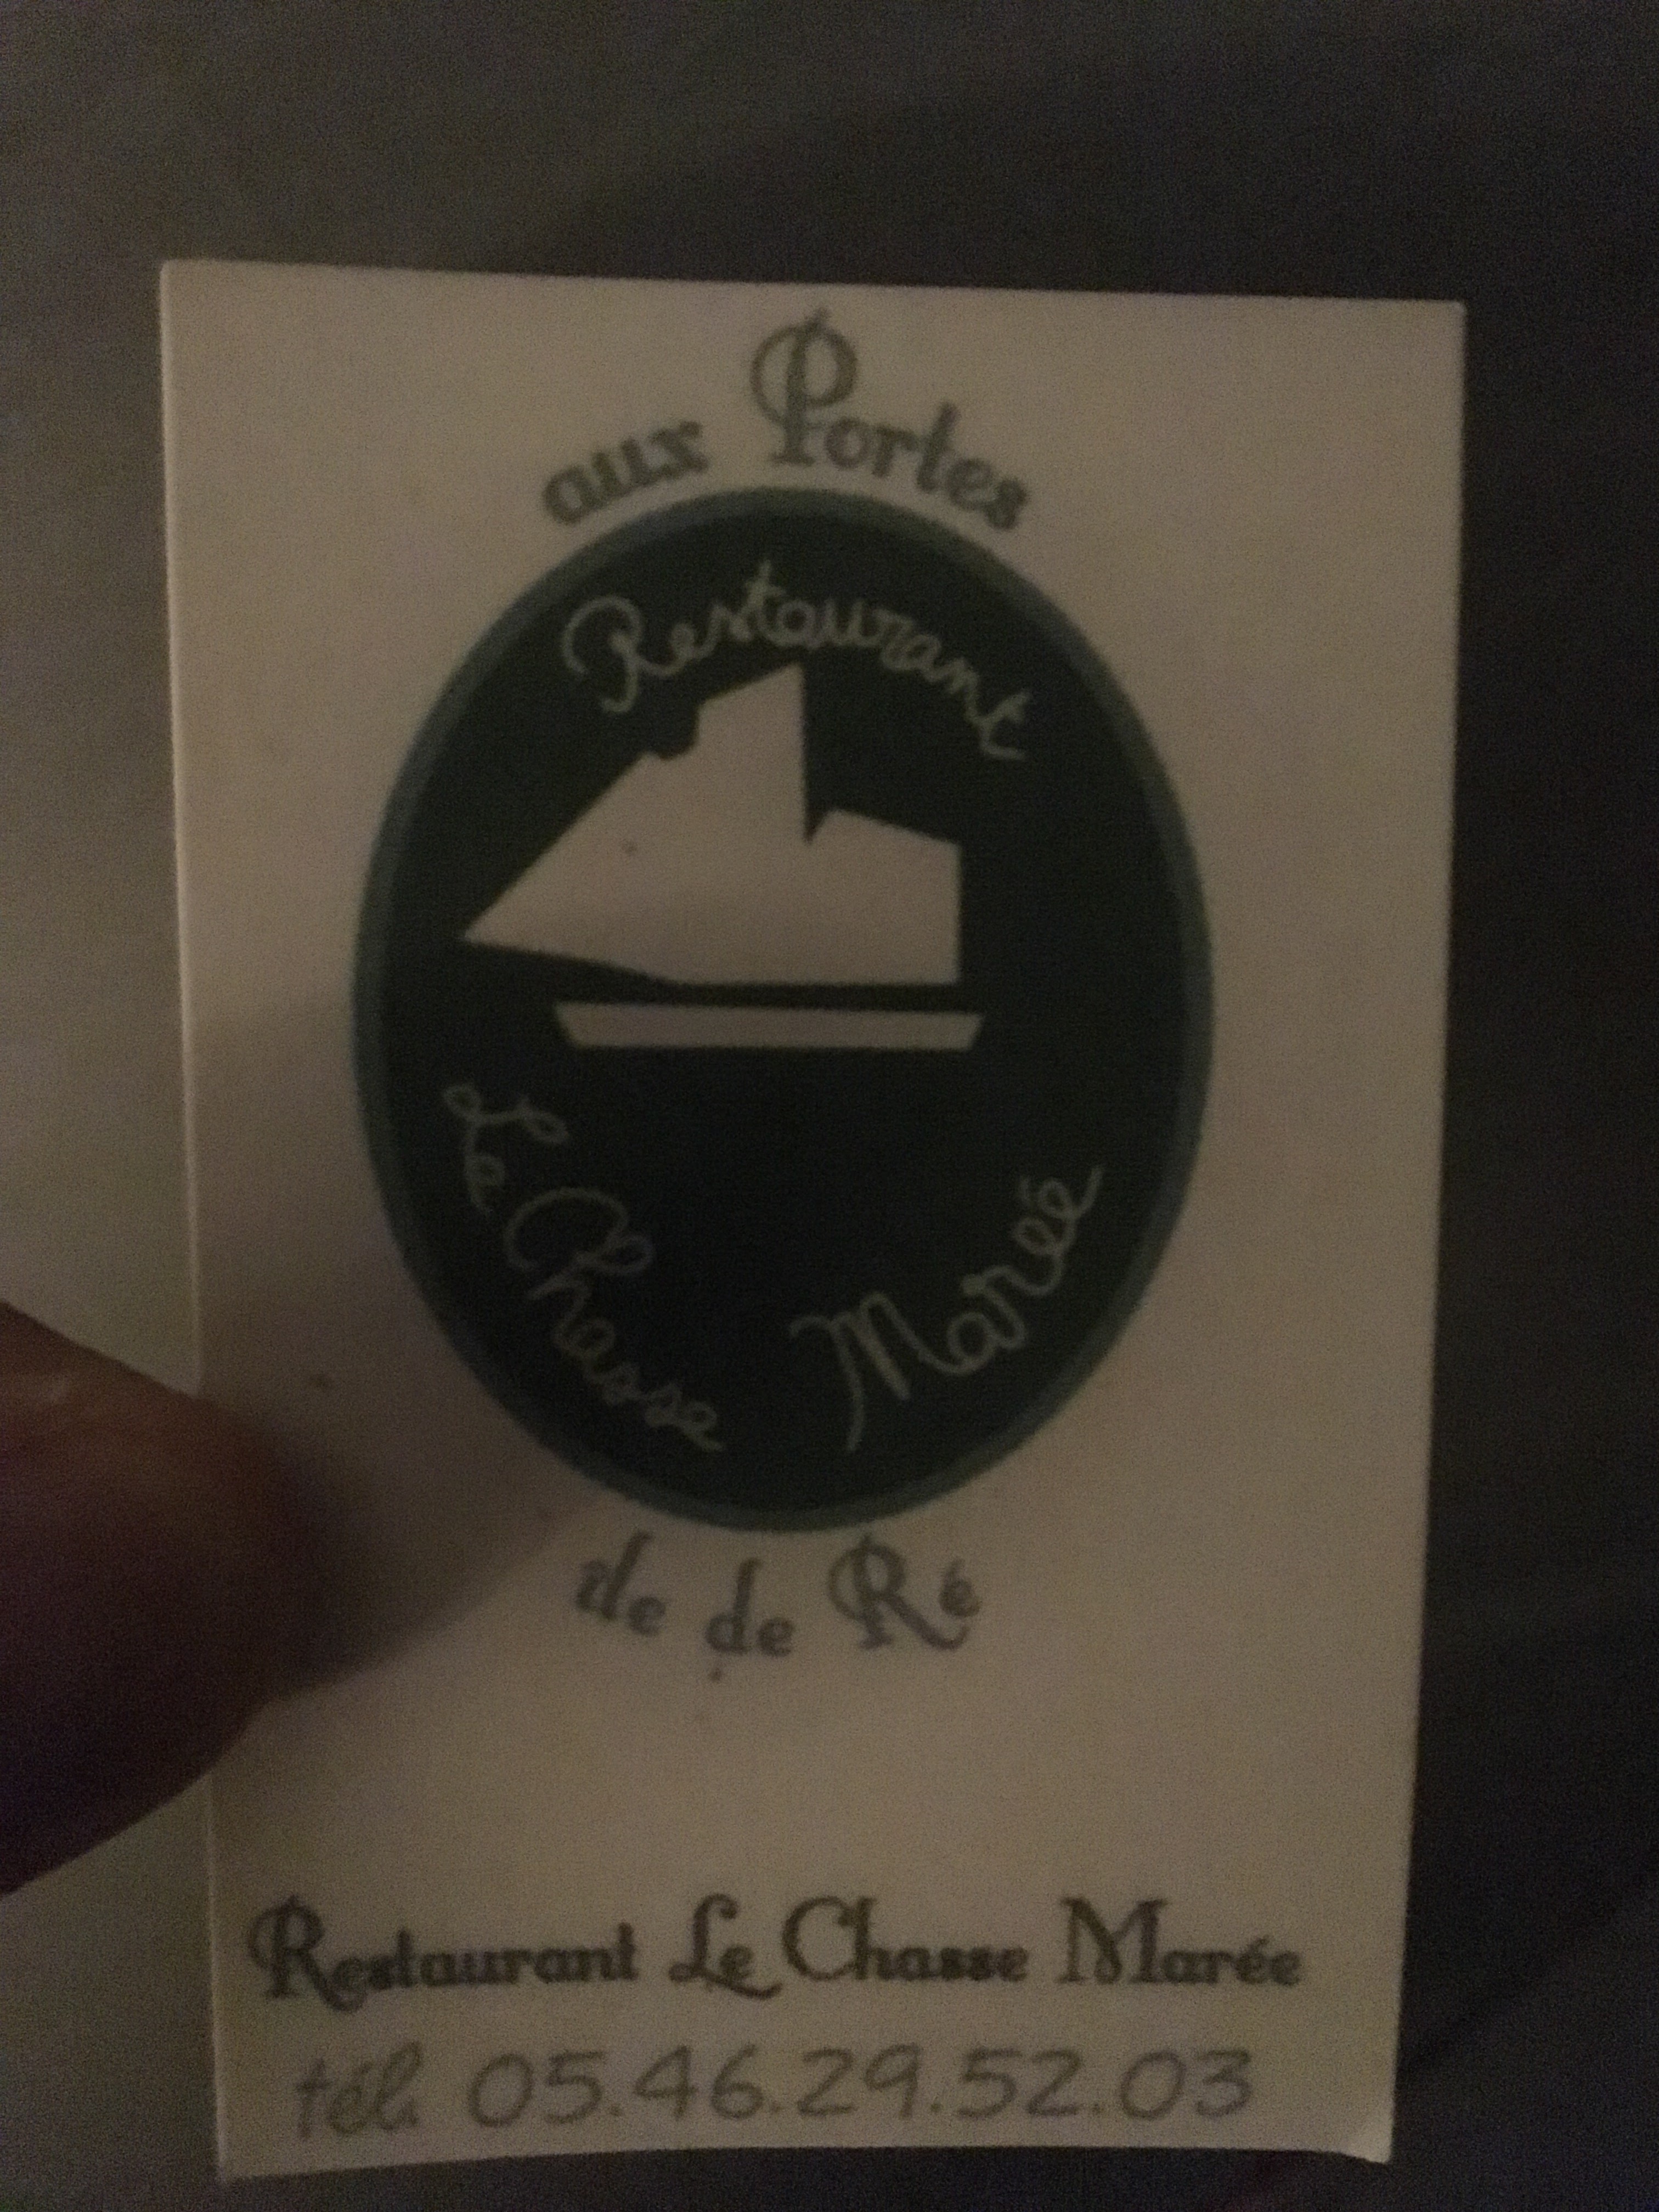 aux Portes
Restaurant
Le Chasse Marée
île de Ré
Restaurant Le Chasse Marée
tél. 05.46.29.52.03